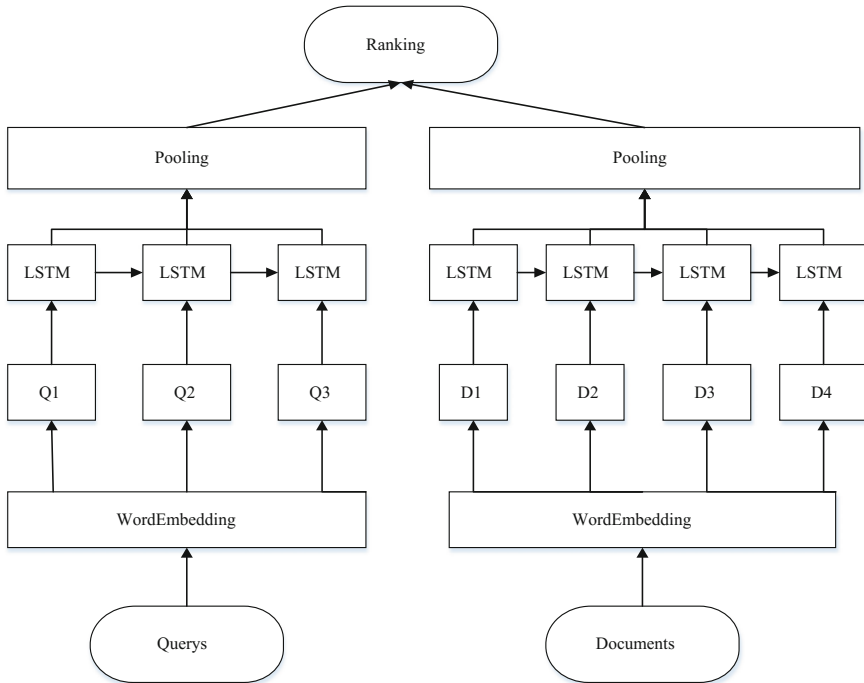 Ranking
Pooling
Pooling
LSTM
LSTM
LSTM
LSTM
LSTM
LSTM
LSTM
Q1
Q2
Q3
D1
D2
D3
D4
WordEmbedding
WordEmbedding
Querys
Documents